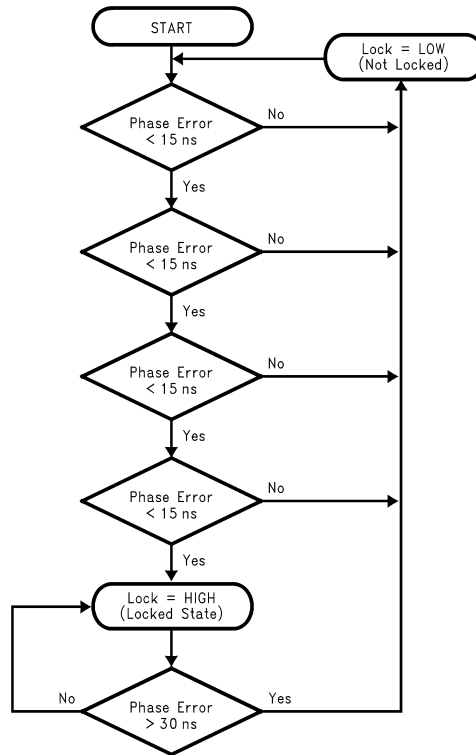 START
Lock = LOW
(Not Locked)
Phase Error
< 15 ns
No
Yes
Phase Error
< 15 ns
No
Yes
Phase Error
< 15 ns
No
Yes
Phase Error
< 15 ns
No
Yes
Lock = HIGH
(Locked State)
No
Phase Error
> 30 ns
Yes